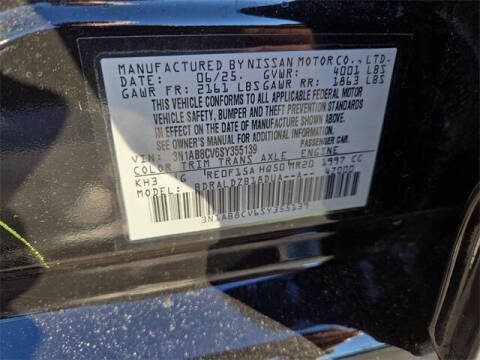 MANUFACTURED BY NISSAN MOTOR CO., LTD.
DATE: 06/25. GVWR: 4001 LBS
GAWR FR: 2161 LBS GAWR RR: 1863 LBS
THIS VEHICLE CONFORMS TO ALL APPLICABLE FEDERAL MOTOR
VEHICLE SAFETY, BUMPER, AND THEFT PREVENTION STANDARDS
IN EFFECT ON THE DATE OF MANUFACTURE SHOWN ABOVE.
SEE OWNER'S MANUAL FOR ADDITIONAL INFORMATION.
VIN: 3N1AB8CV6SY355139 PASSENGER CAR.
COLOR TRIM TRANS AXLE ENGINE
KH3 G RE0F15A HQ50 MR20 1997 CC
MODEL: BDRALDZB18DUA--A-- 47000
3N1AB8CV6SY355139